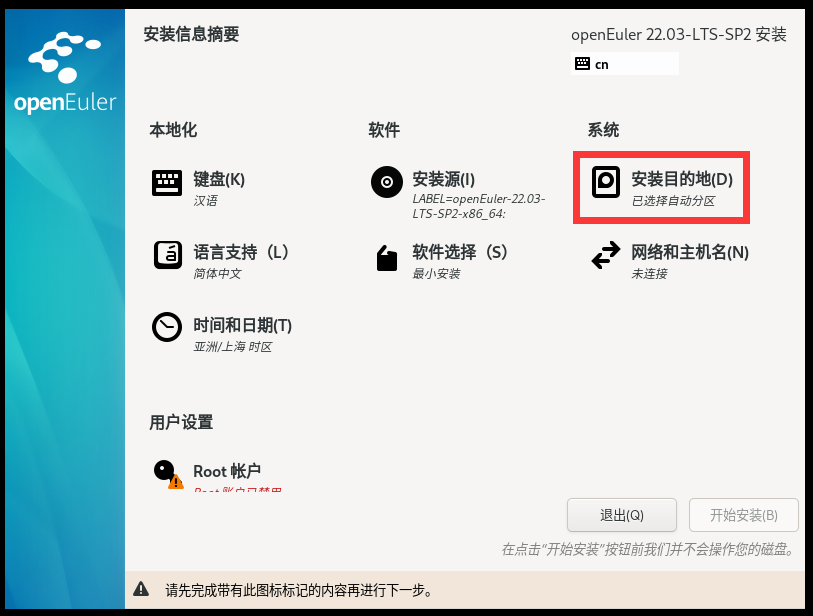 openEuler
安装信息摘要
openEuler 22.03-LTS-SP2 安装
cn
本地化
键盘(K)
汉语
语言支持（L）
简体中文
时间和日期(T)
亚洲/上海 时区
软件
安装源(I)
LABEL=openEuler-22.03-
LTS-SP2-x86_64:
软件选择（S）
最小安装
系统
安装目的地(D)
已选择自动分区
网络和主机名(N)
未连接
用户设置
Root 帐户
Root 账户已禁用
退出(Q)
开始安装(B)
在点击“开始安装”按钮前我们并不会操作您的磁盘。
请先完成带有此图标标记的内容再进行下一步。